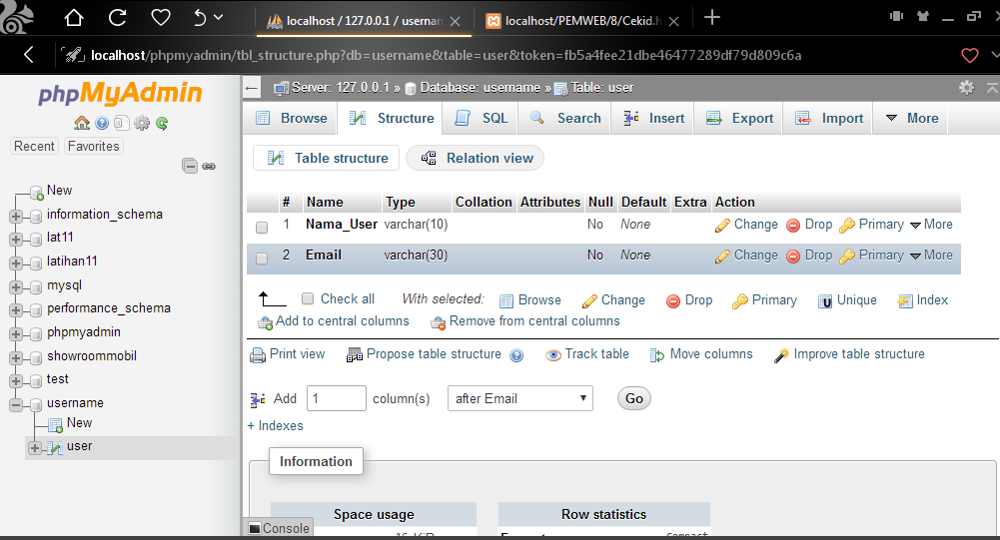 localhost / 127.0.0.1 / usernan
localhost/PEMWEB/8/Cekid.h
localhost/phpmyadmin/tbl_structure.php?db=username&table=user&token=fb5a4fee21dbe46477289df79d809c6a
phpMyAdmin
Recent Favorites
New
information_schema
lat11
latihan11
mysql
performance_schema
phpmyadmin
showroommobil
test
username
New
user
Server: 127.0.0.1 » Database: username » Table: user
Browse Structure SQL Search Insert Export Import More
Table structure Relation view
# Name Type Collation Attributes Null Default Extra Action
1 Nama_User varchar(10) No None Change Drop Primary More
2 Email varchar(30) No None Change Drop Primary More
Check all With selected: Browse Change Drop Primary Unique Index
Add to central columns Remove from central columns
Print view Propose table structure Track table Move columns Improve table structure
Add 1 column(s) after Email Go
+ Indexes
Information
Space usage Row statistics
Console